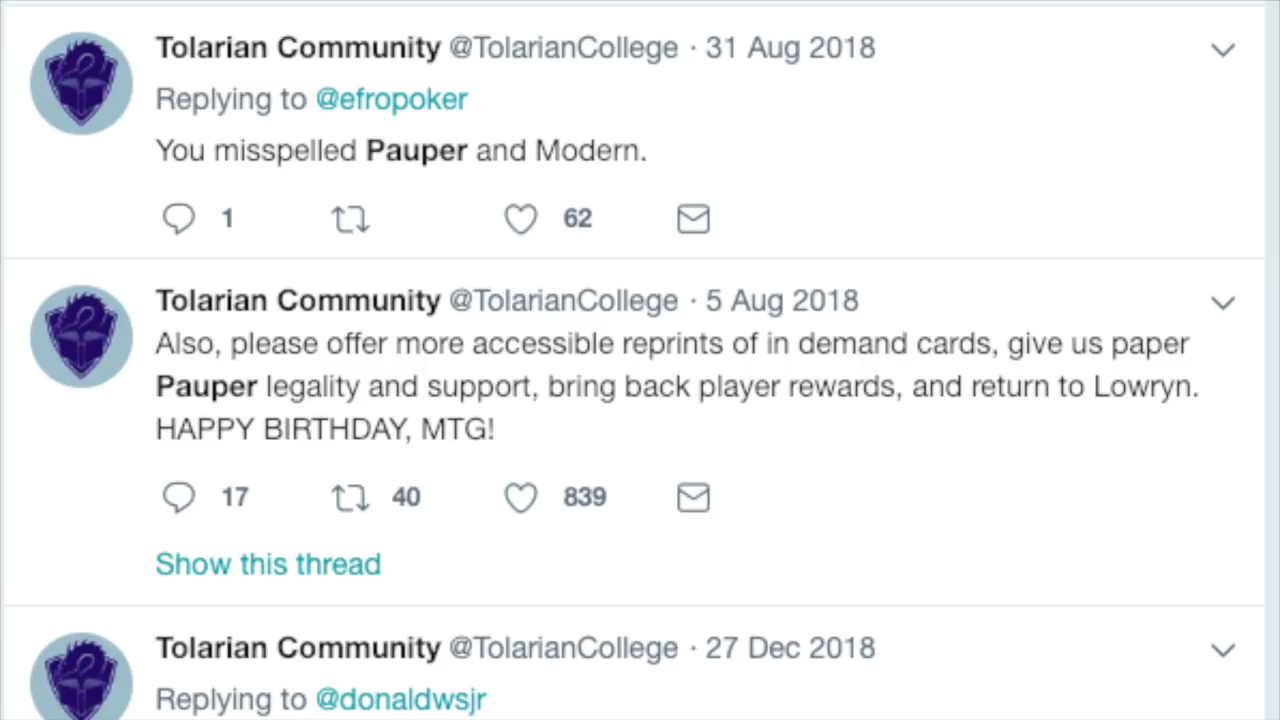 Tolarian Community @TolarianCollege · 31 Aug 2018
Replying to @efropoker
You misspelled Pauper and Modern.
1 62
Tolarian Community @TolarianCollege · 5 Aug 2018
Also, please offer more accessible reprints of in demand cards, give us paper
Pauper legality and support, bring back player rewards, and return to Lowryn.
HAPPY BIRTHDAY, MTG!
17 40 839
Show this thread
Tolarian Community @TolarianCollege · 27 Dec 2018
Replying to @donaldwsjr